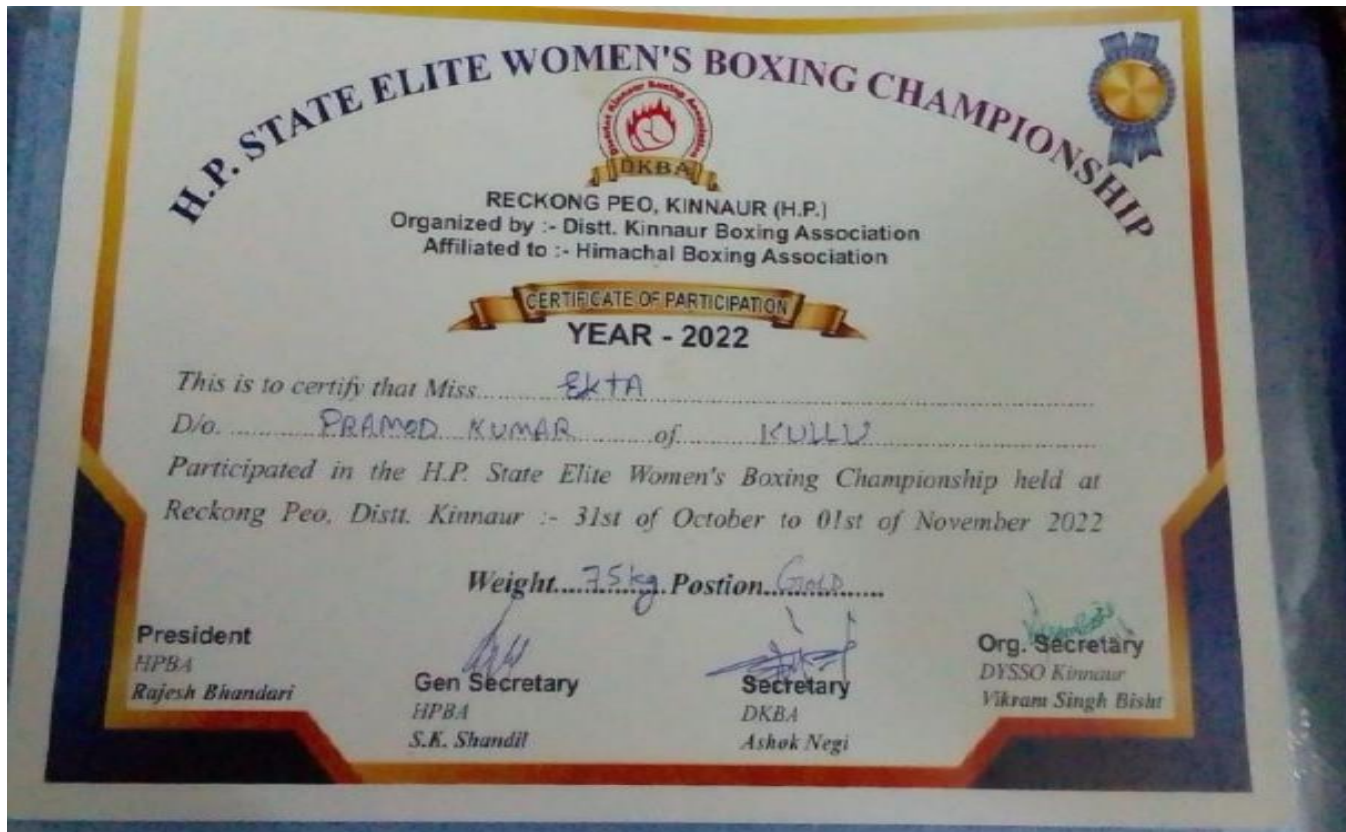 H.P. STATE ELITE WOMEN'S BOXING CHAMPIONSHIP
District Kinnaur Boxing Association
DKBA
RECKONG PEO, KINNAUR (H.P.)
Organized by :- Distt. Kinnaur Boxing Association
Affiliated to :- Himachal Boxing Association
CERTIFICATE OF PARTICIPATION
YEAR - 2022
This is to certify that Miss........EKTA........
D/o. ........PRAMOD KUMAR........of........KULLU........
Participated in the H.P. State Elite Women's Boxing Championship held at
Reckong Peo, Distt. Kinnaur :- 31st of October to 01st of November 2022
Weight....75kg.Postion...Gold........
President
HPBA
Rajesh Bhandari
Gen Secretary
HPBA
S.K. Shandil
Secretary
DKBA
Ashok Negi
Org. Secretary
DYSSO Kinnaur
Vikram Singh Bisht